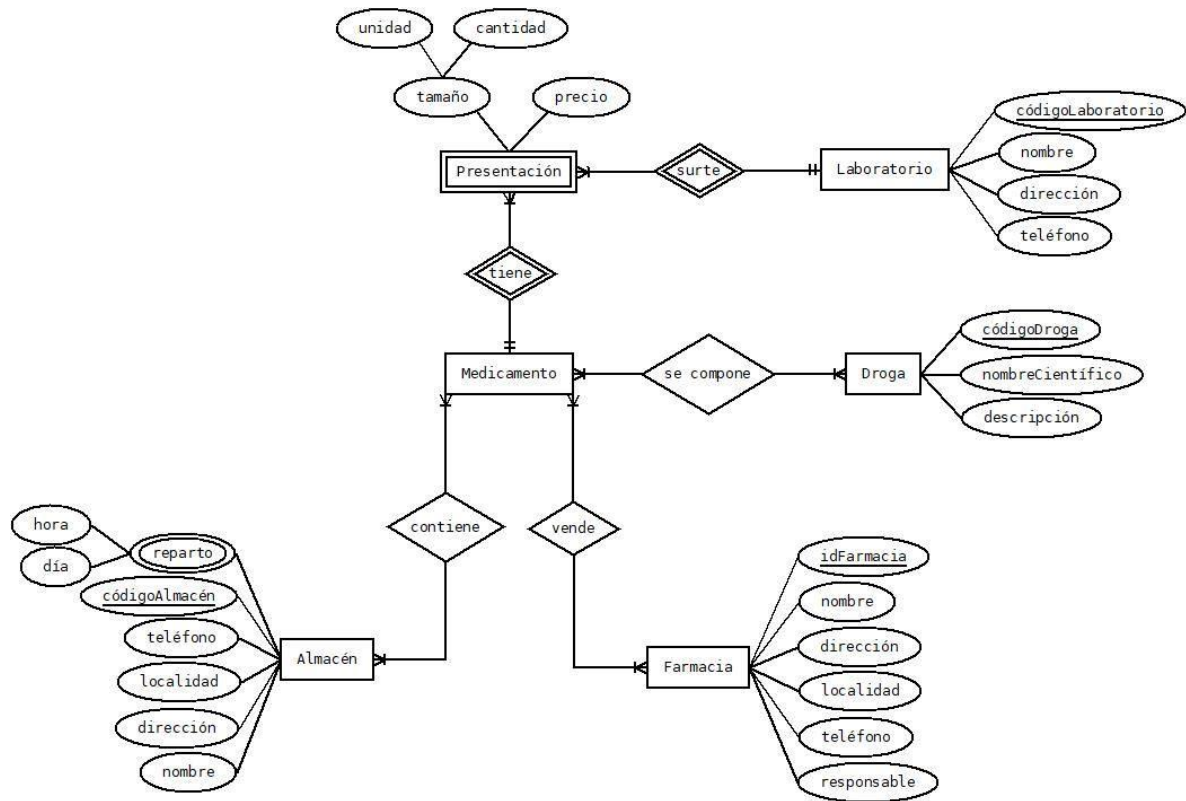 unidad
cantidad
tamaño
precio
Presentación
surte
Laboratorio
códigoLaboratorio
nombre
dirección
teléfono
tiene
Medicamento
se compone
Droga
códigoDroga
nombreCientífico
descripción
contiene
vende
hora
día
reparto
códigoAlmacén
teléfono
localidad
dirección
nombre
Almacén
Farmacia
idFarmacia
nombre
dirección
localidad
teléfono
responsable